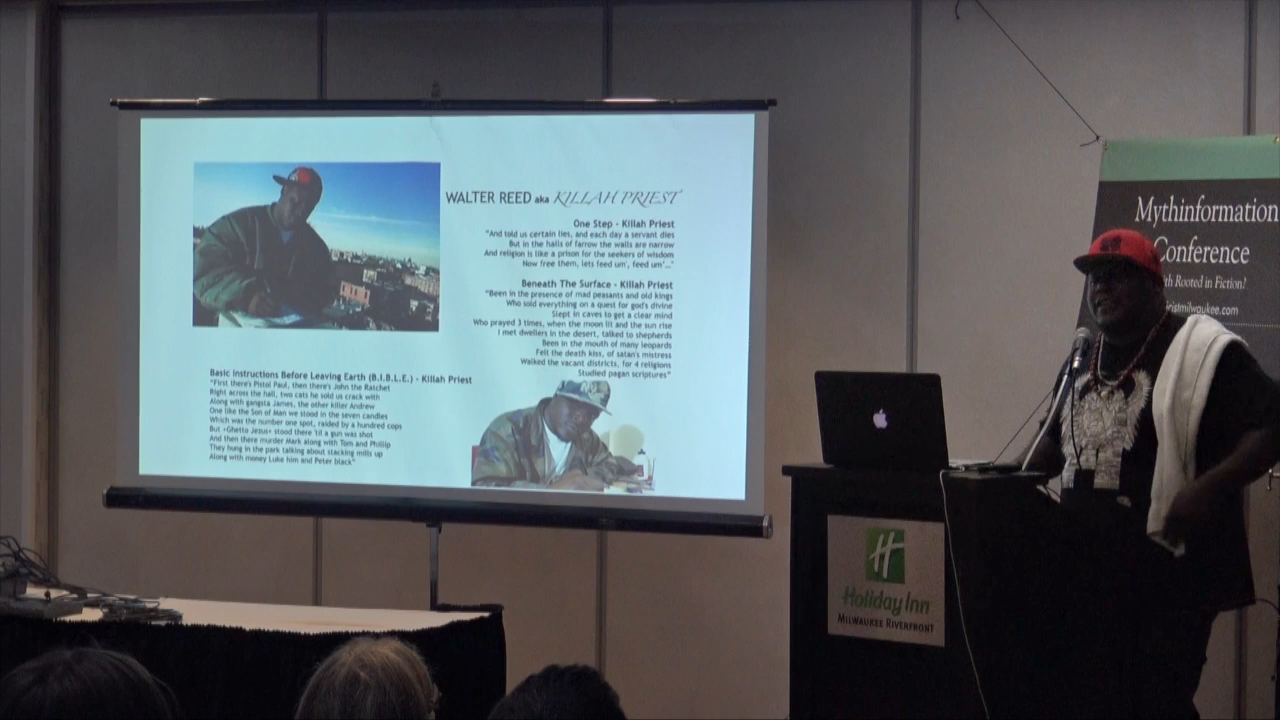 WALTER REED aka KILLAH PRIEST
One Step - Killah Priest
"And told us certain lies, and each day a servant dies
But in the halls of farrow the walls are narrow
And religion is like a prison for the seekers of wisdom
Now free them, lets feed um', feed um'..."
Beneath The Surface - Killah Priest
"Been in the presence of mad peasants and old kings
Who sold everything on a quest for god's divine
Slept in caves to get a clear mind
Who prayed 3 times, when the moon lit and the sun rise
I met dwellers in the desert, talked to shepherds
Been in the mouth of many leopards
Felt the death kiss, of satan's mistress
Walked the vacant districts, for 4 religions
Studied pagan scriptures"
Basic Instructions Before Leaving Earth (B.I.B.L.E.) - Killah Priest
"First there's Pistol Paul, then there's John the Ratchet
Right across the hall, two cats he sold us crack with
Along with gangsta James, the other killer Andrew
One like the Son of Man we stood in the seven candles
Which was the number one spot, raided by a hundred cops
But <Ghetto Jezus> stood there 'til a gun was shot
And then there murder Mark along with Tom and Phillip
They hung in the park talking about stacking mills up
Along with money Luke him and Peter black"
Mythinformation
Conference
ith Rooted in Fiction?
istmilwaukee.com
H
Holiday Inn
MILWAUKEE RIVERFRONT